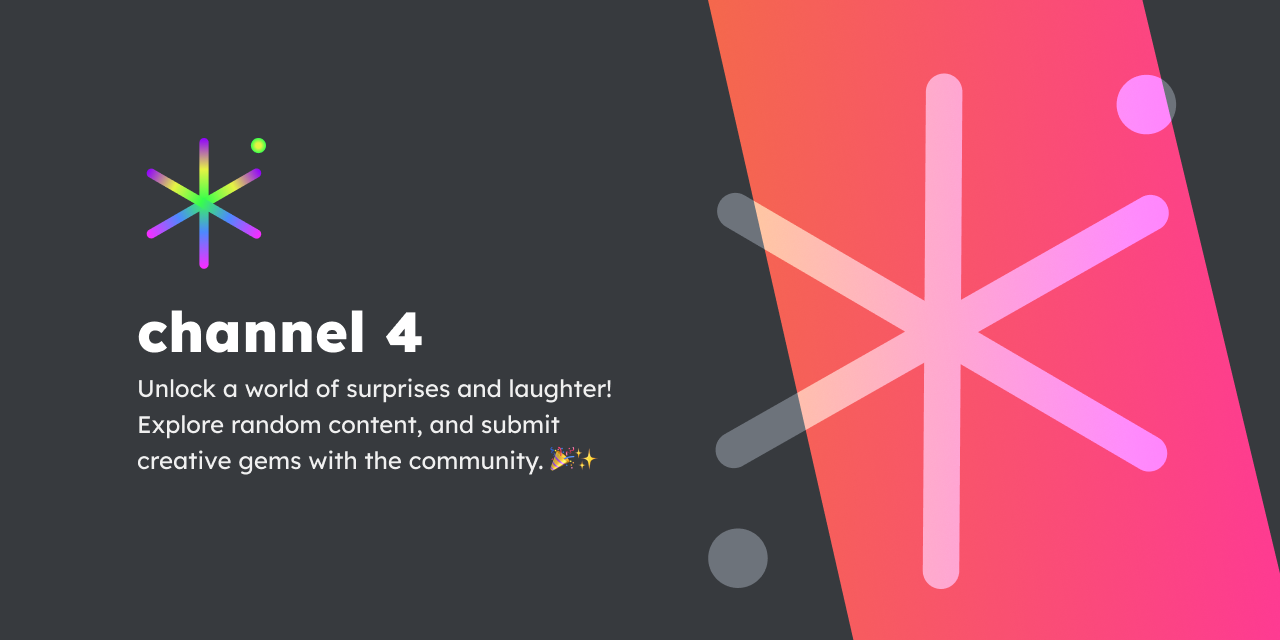 channel 4
Unlock a world of surprises and laughter!
Explore random content, and submit
creative gems with the community. 🎉✨